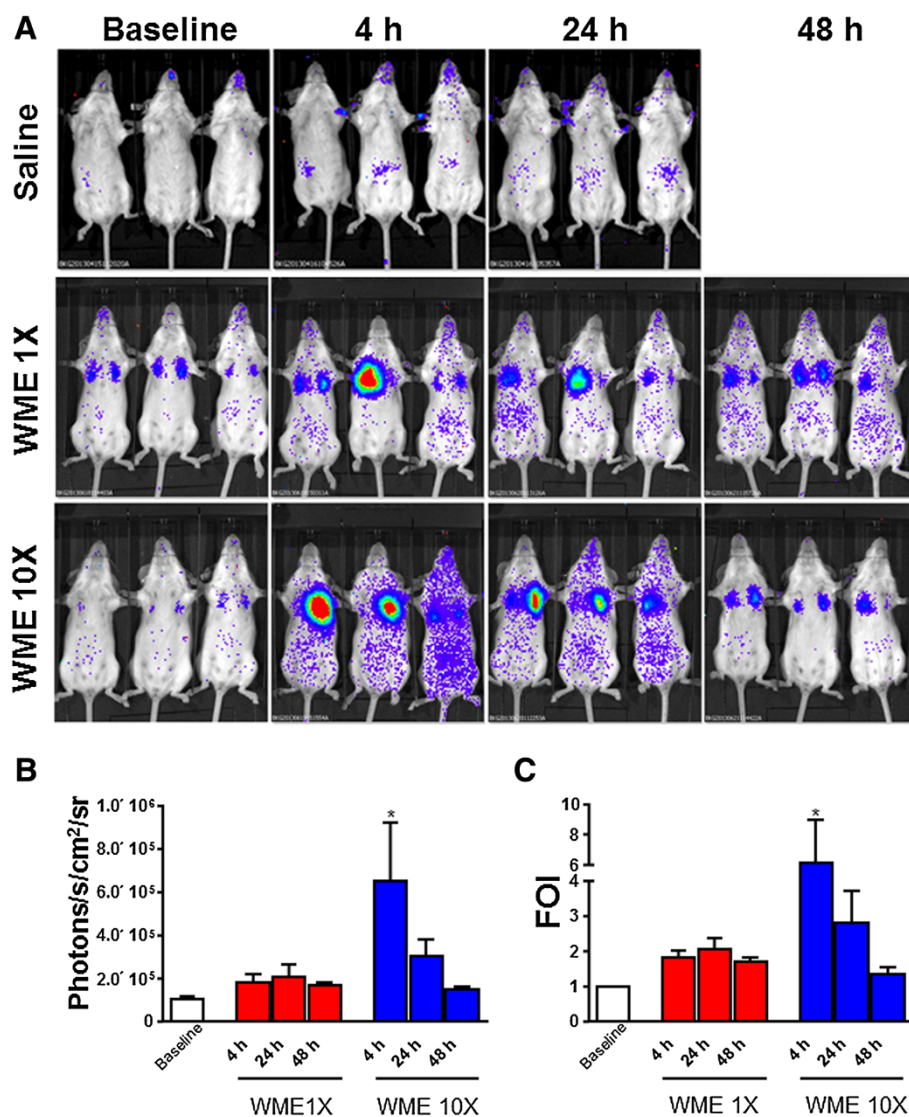 A Baseline 4 h 24 h 48 h
Saline
WME 1X
WME 10X
B
Photons/s/cm²/sr
1.0´ 10⁶
8.0´ 10⁵
6.0´ 10⁵
4.0´ 10⁵
2.0´ 10⁵
0
*
Baseline 4 h 24 h 48 h 4 h 24 h 48 h
WME1X WME 10X
C
FOI
10
8
6
4
3
2
1
0
*
Baseline 4 h 24 h 48 h 4 h 24 h 48 h
WME 1X WME 10X